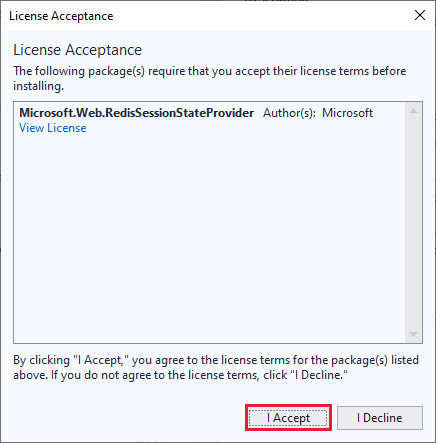 License Acceptance
License Acceptance
The following package(s) require that you accept their license terms before
installing.
Microsoft.Web.RedisSessionStateProvider Author(s): Microsoft
View License
By clicking "I Accept," you agree to the license terms for the package(s) listed
above. If you do not agree to the license terms, click "I Decline."
I Accept I Decline